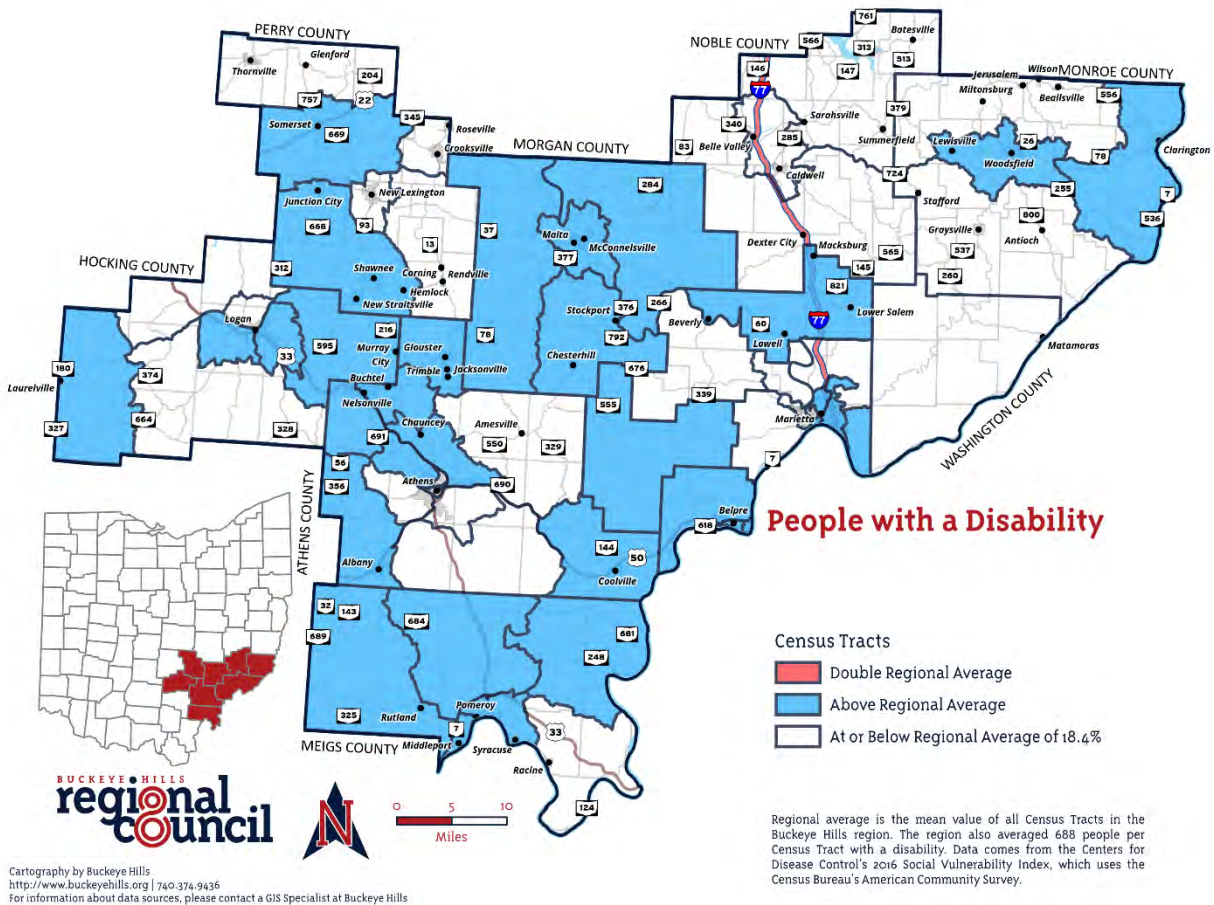 PERRY COUNTY
Glenford
Thornville
204
757
22
345
Somerset
669
Roseville
Crooksville
NOBLE COUNTY
761
566
313
Batesville
513
146
147
77
Jerusalem
Wilson
MONROE COUNTY
Miltonsburg
Beallsville
556
379
340
Sarahsville
285
83
Belle Valley
Summerfield
Lewisville
26
Woodsfield
78
Clarington
Caldwell
724
255
7
Stafford
536
MORGAN COUNTY
284
Junction City
New Lexington
668
93
13
37
Malta
McConnelsville
377
Dexter City
Macksburg
565
145
821
Graysville
800
537
Antioch
260
HOCKING COUNTY
312
Shawnee
Corning
Rendville
Hemlock
New Straitsville
Stockport
376
266
Beverly
60
Lowell
77
Lower Salem
Matamoras
Logan
33
595
216
Murray
City
Glouster
Trimble
Jacksonville
78
792
Chesterhill
676
180
Laurelville
374
Buchtel
Nelsonville
664
327
328
555
339
Marietta
WASHINGTON COUNTY
Chauncey
691
Amesville
550
329
7
56
356
Athens
690
ATHENS COUNTY
Belpre
618
People with a Disability
Albany
144
50
Coolville
32
143
689
684
681
248
325
Rutland
Pomeroy
7
MEIGS COUNTY
Middleport
Syracuse
33
Racine
124
Census Tracts
Double Regional Average
Above Regional Average
At or Below Regional Average of 18.4%
BUCKEYE HILLS
regional
council
N
0 5 10
Miles
Regional average is the mean value of all Census Tracts in the
Buckeye Hills region. The region also averaged 688 people per
Census Tract with a disability. Data comes from the Centers for
Disease Control's 2016 Social Vulnerability Index, which uses the
Census Bureau's American Community Survey.
Cartography by Buckeye Hills
http://www.buckeyehills.org | 740.374.9436
For information about data sources, please contact a GIS Specialist at Buckeye Hills